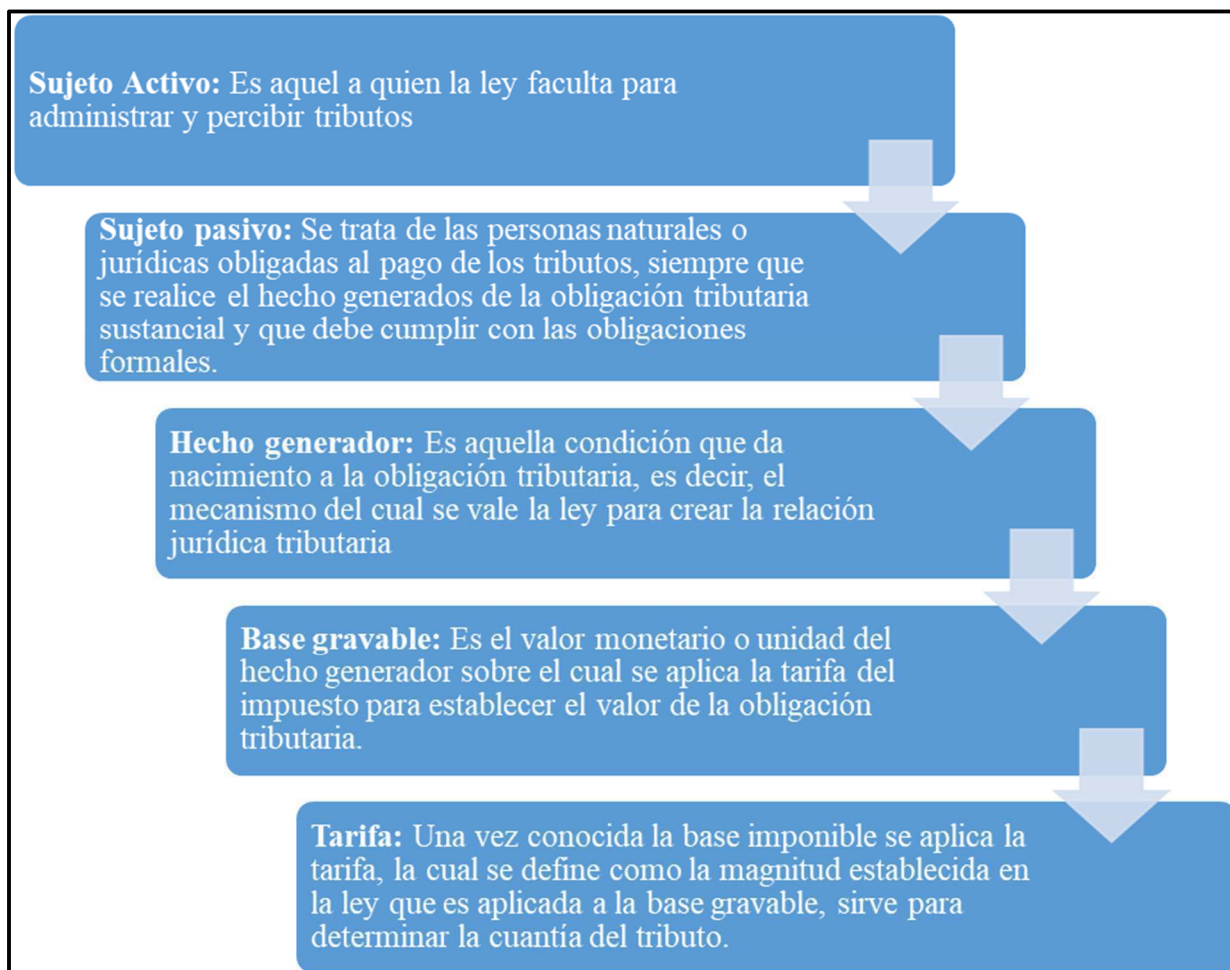 Sujeto Activo: Es aquel a quien la ley faculta para
administrar y percibir tributos
Sujeto pasivo: Se trata de las personas naturales o
jurídicas obligadas al pago de los tributos, siempre que
se realice el hecho generados de la obligación tributaria
sustancial y que debe cumplir con las obligaciones
formales.
Hecho generador: Es aquella condición que da
nacimiento a la obligación tributaria, es decir, el
mecanismo del cual se vale la ley para crear la relación
jurídica tributaria
Base gravable: Es el valor monetario o unidad del
hecho generador sobre el cual se aplica la tarifa del
impuesto para establecer el valor de la obligación
tributaria.
Tarifa: Una vez conocida la base imponible se aplica la
tarifa, la cual se define como la magnitud establecida en
la ley que es aplicada a la base gravable, sirve para
determinar la cuantía del tributo.